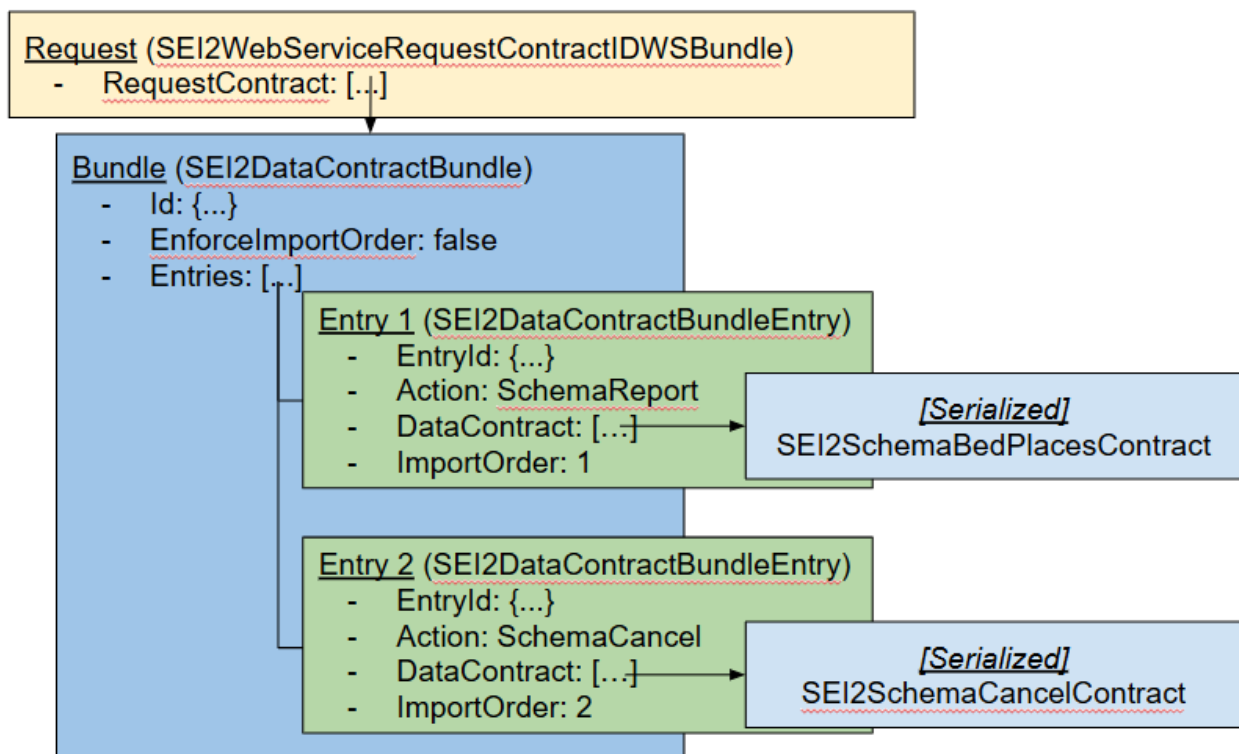 Request (SEI2WebServiceRequestContractIDWSBundle)
- RequestContract: [...]
Bundle (SEI2DataContractBundle)
- Id: {...}
- EnforceImportOrder: false
- Entries: [...]
Entry 1 (SEI2DataContractBundleEntry)
- EntryId: {...}
- Action: SchemaReport
- DataContract: [...]
- ImportOrder: 1
[Serialized]
SEI2SchemaBedPlacesContract
Entry 2 (SEI2DataContractBundleEntry)
- EntryId: {...}
- Action: SchemaCancel
- DataContract: [...]
- ImportOrder: 2
[Serialized]
SEI2SchemaCancelContract